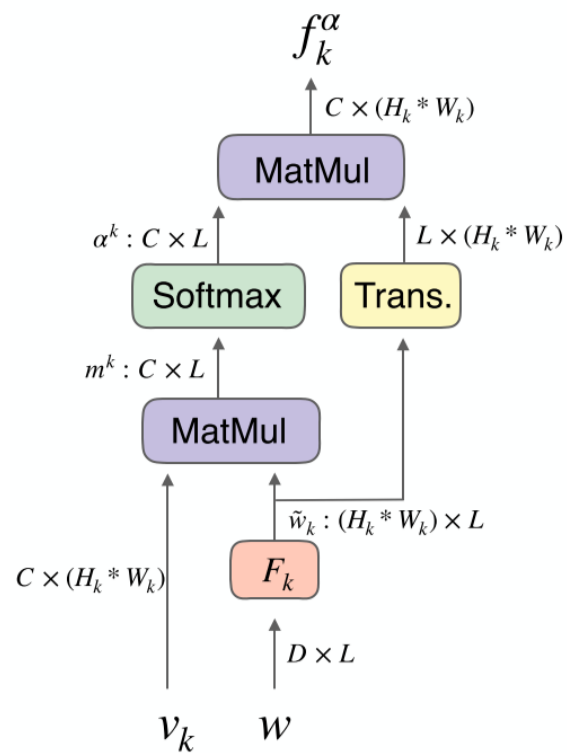 f_k^α
C × (H_k * W_k)
MatMul
α^k : C × L
L × (H_k * W_k)
Softmax
Trans.
m^k : C × L
MatMul
w̃_k : (H_k * W_k) × L
C × (H_k * W_k)
F_k
D × L
v_k
w